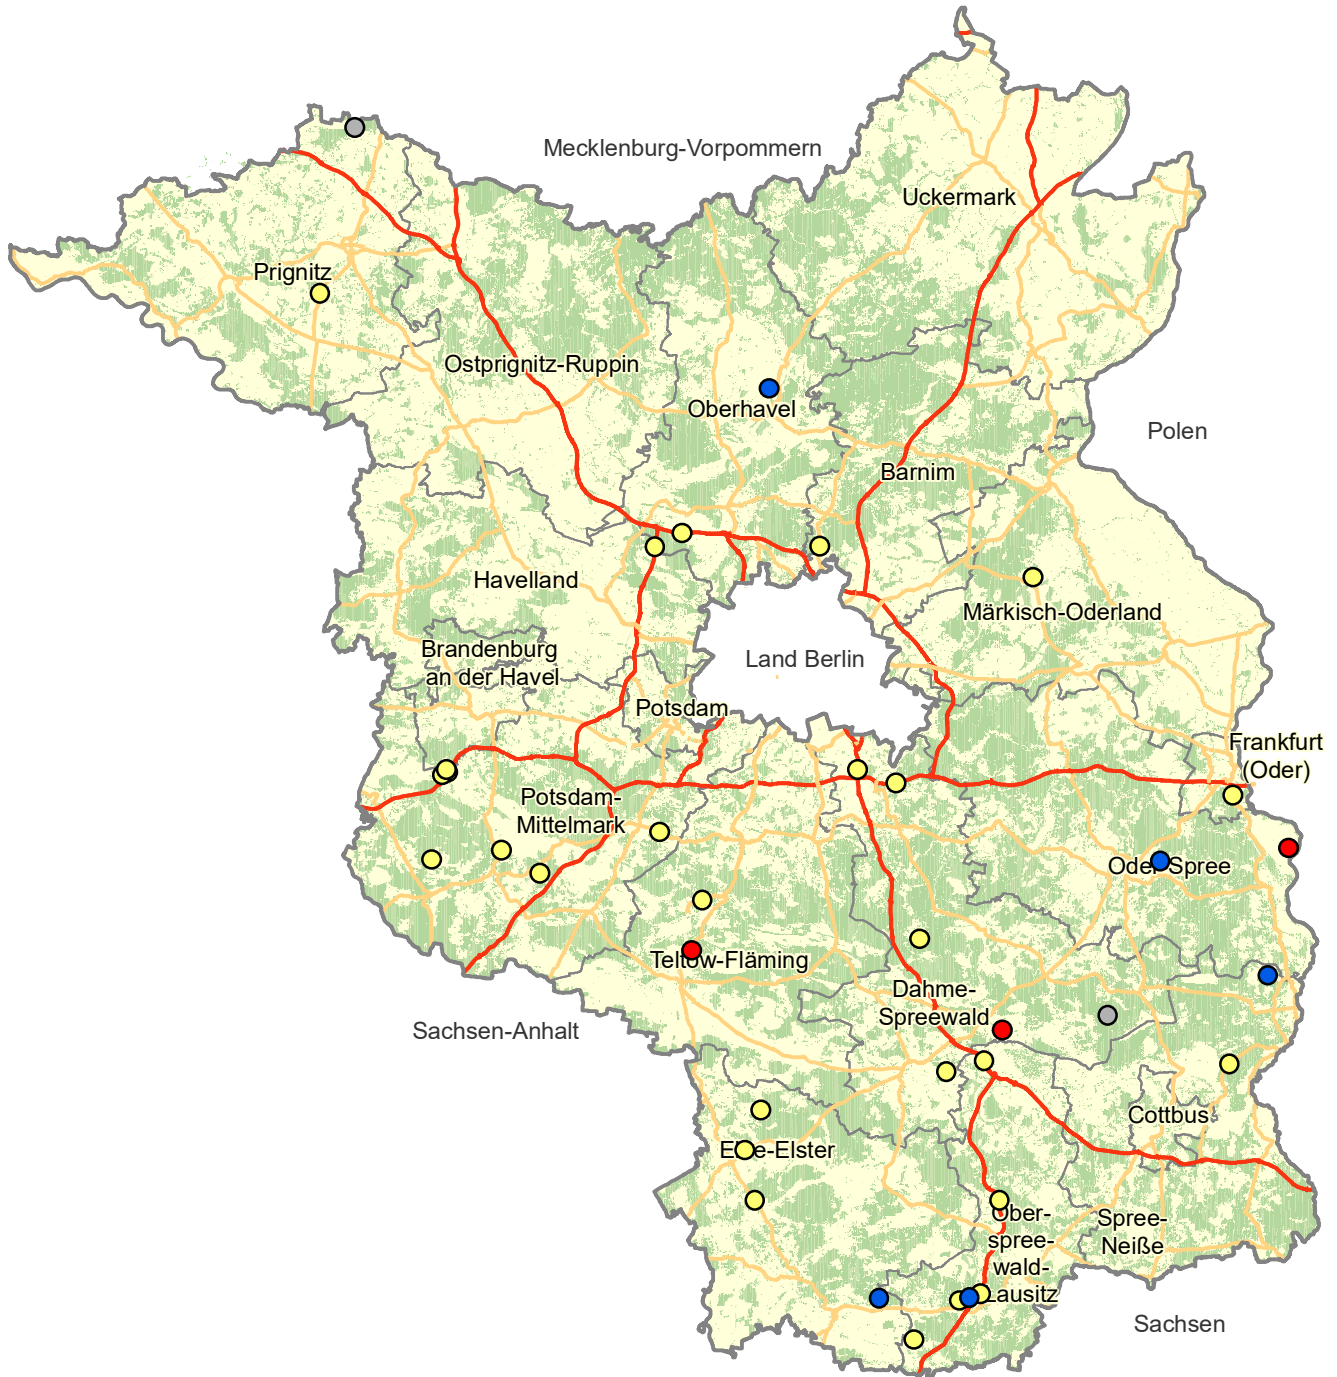 Mecklenburg-Vorpommern
Uckermark
Prignitz
Ostprignitz-Ruppin
Oberhavel
Polen
Barnim
Havelland
Märkisch-Oderland
Brandenburg
an der Havel
Land Berlin
Potsdam
Frankfurt
(Oder)
Potsdam-
Mittelmark
Oder-Spree
Teltow-Fläming
Dahme-
Spreewald
Sachsen-Anhalt
Cottbus
Elbe-Elster
Ober-
spree-
wald-
Lausitz
Spree-
Neiße
Sachsen